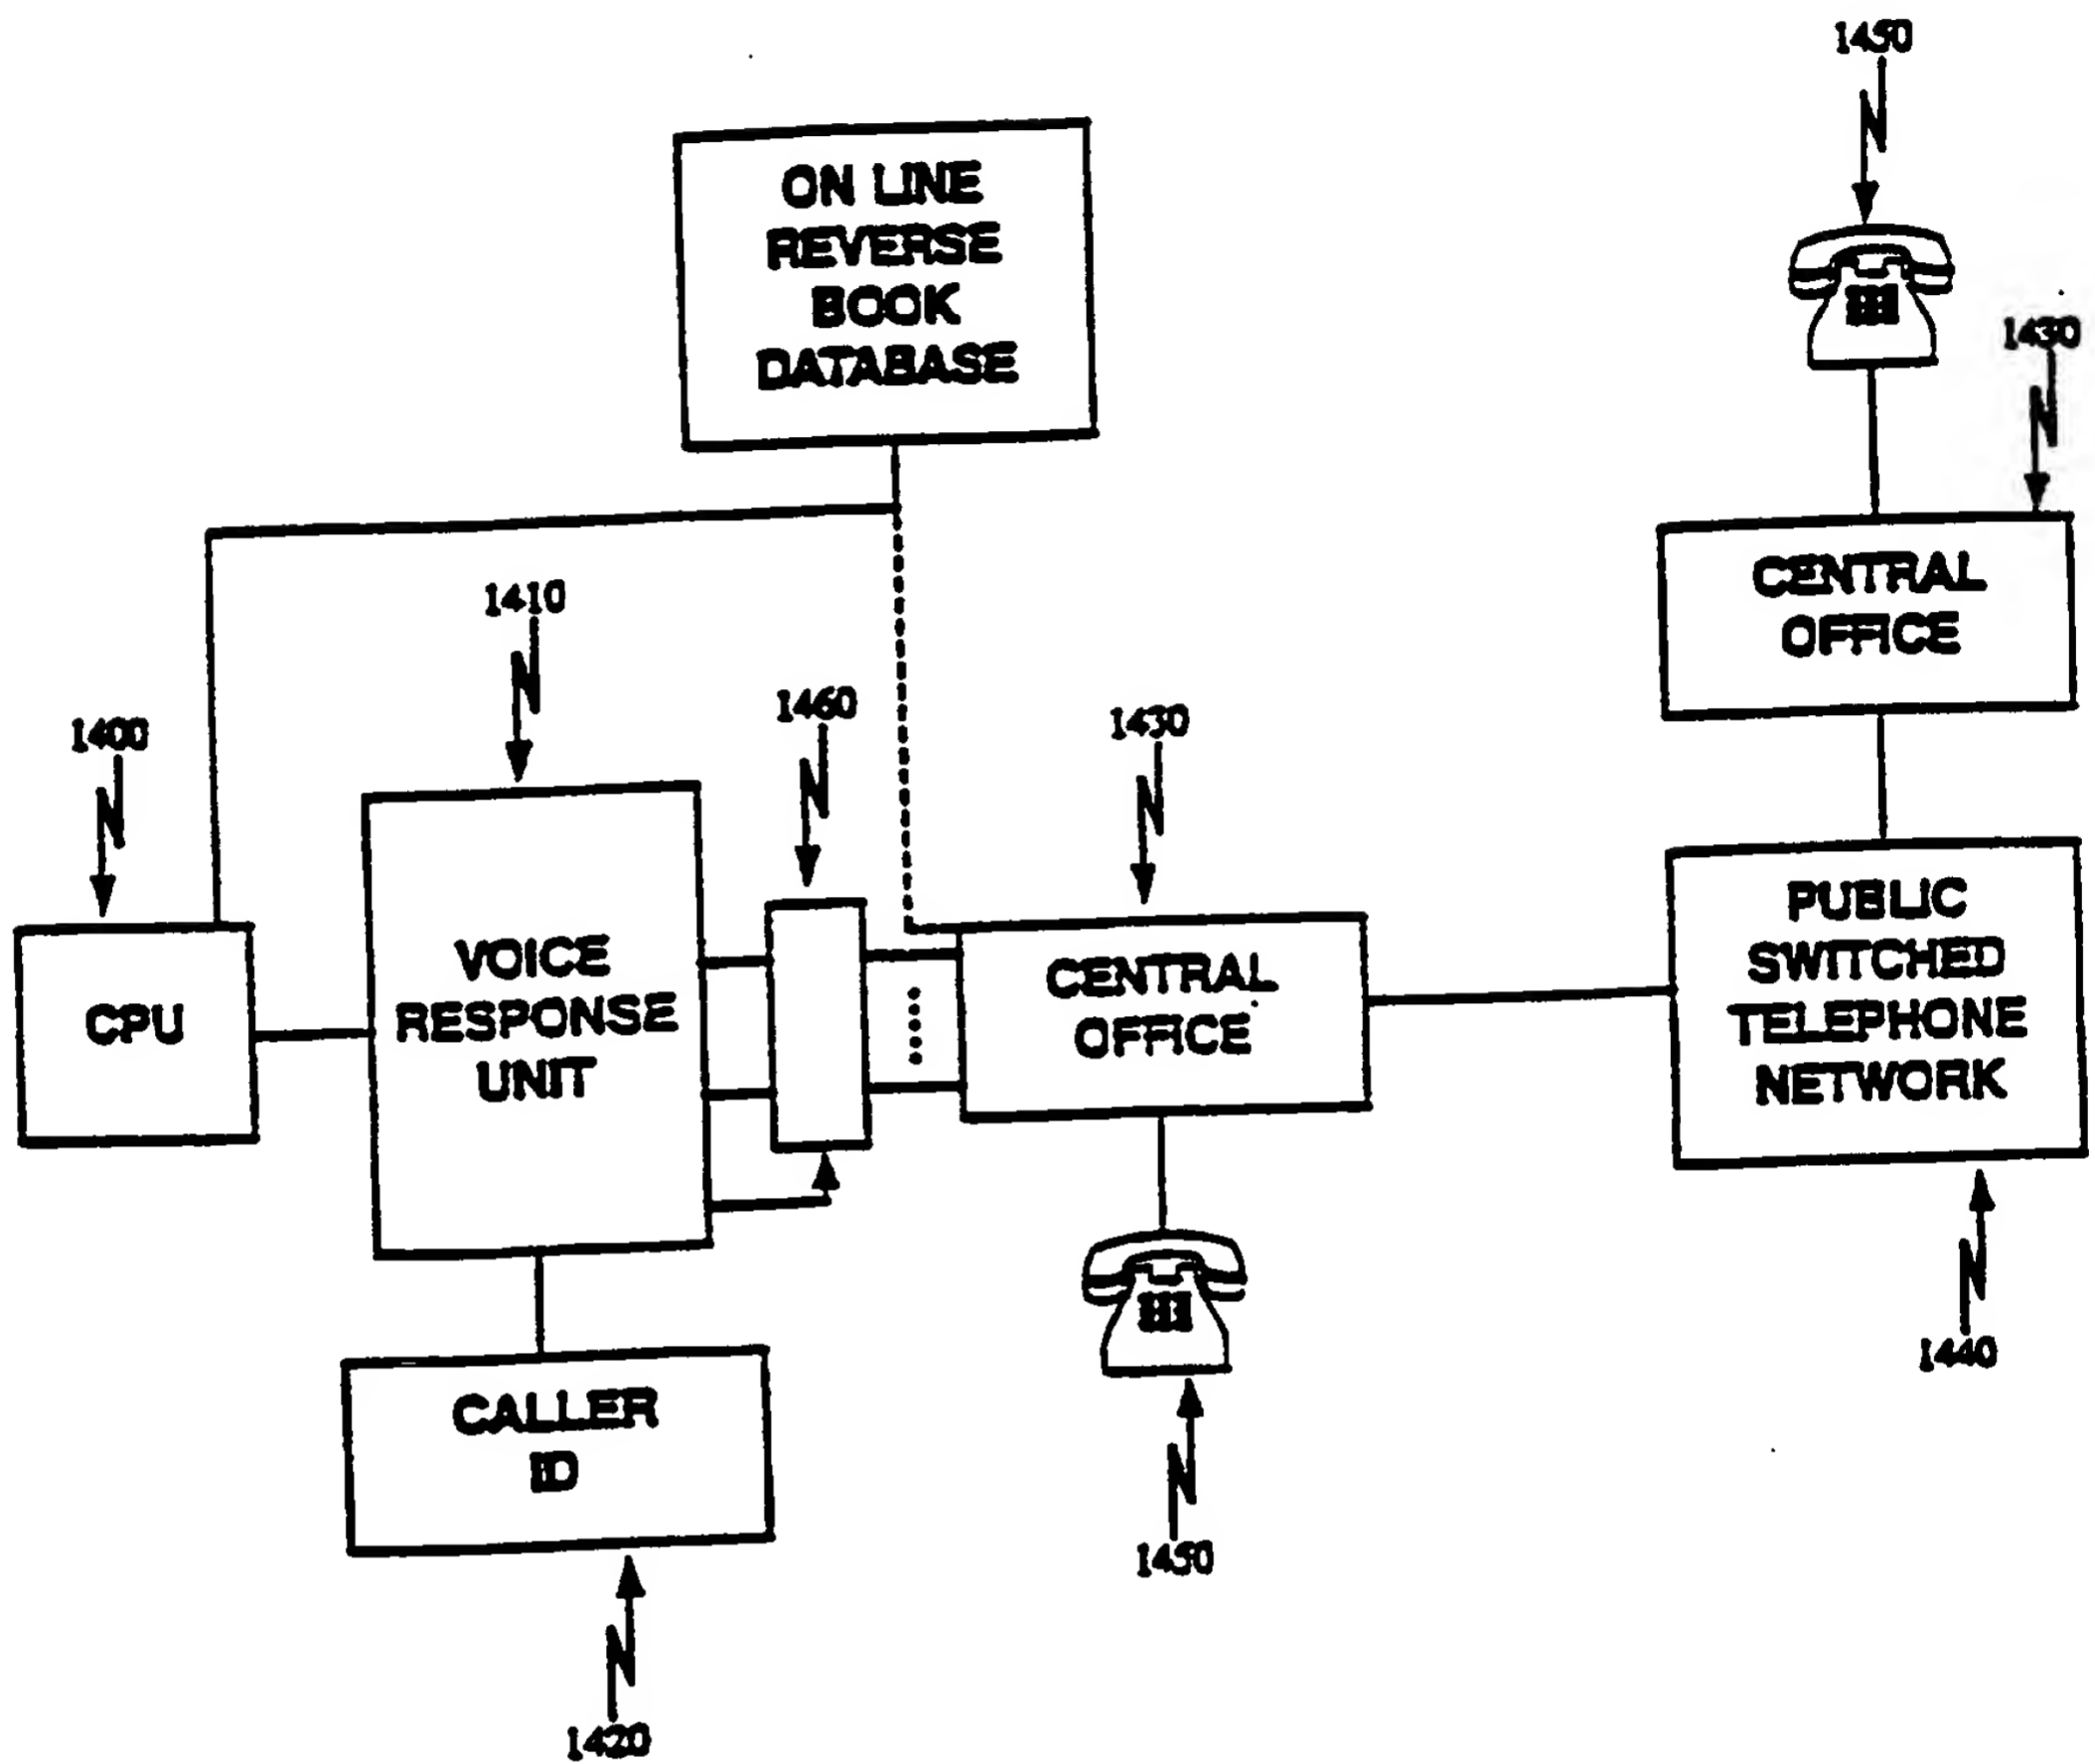 1450
ON LINE
REVERSE
BOOK
DATABASE
1430
CENTRAL
OFFICE
1410
1460
1430
1400
PUBLIC
SWITCHED
TELEPHONE
NETWORK
VOICE
RESPONSE
UNIT
CENTRAL
OFFICE
CPU
1440
CALLER
ID
1450
1420